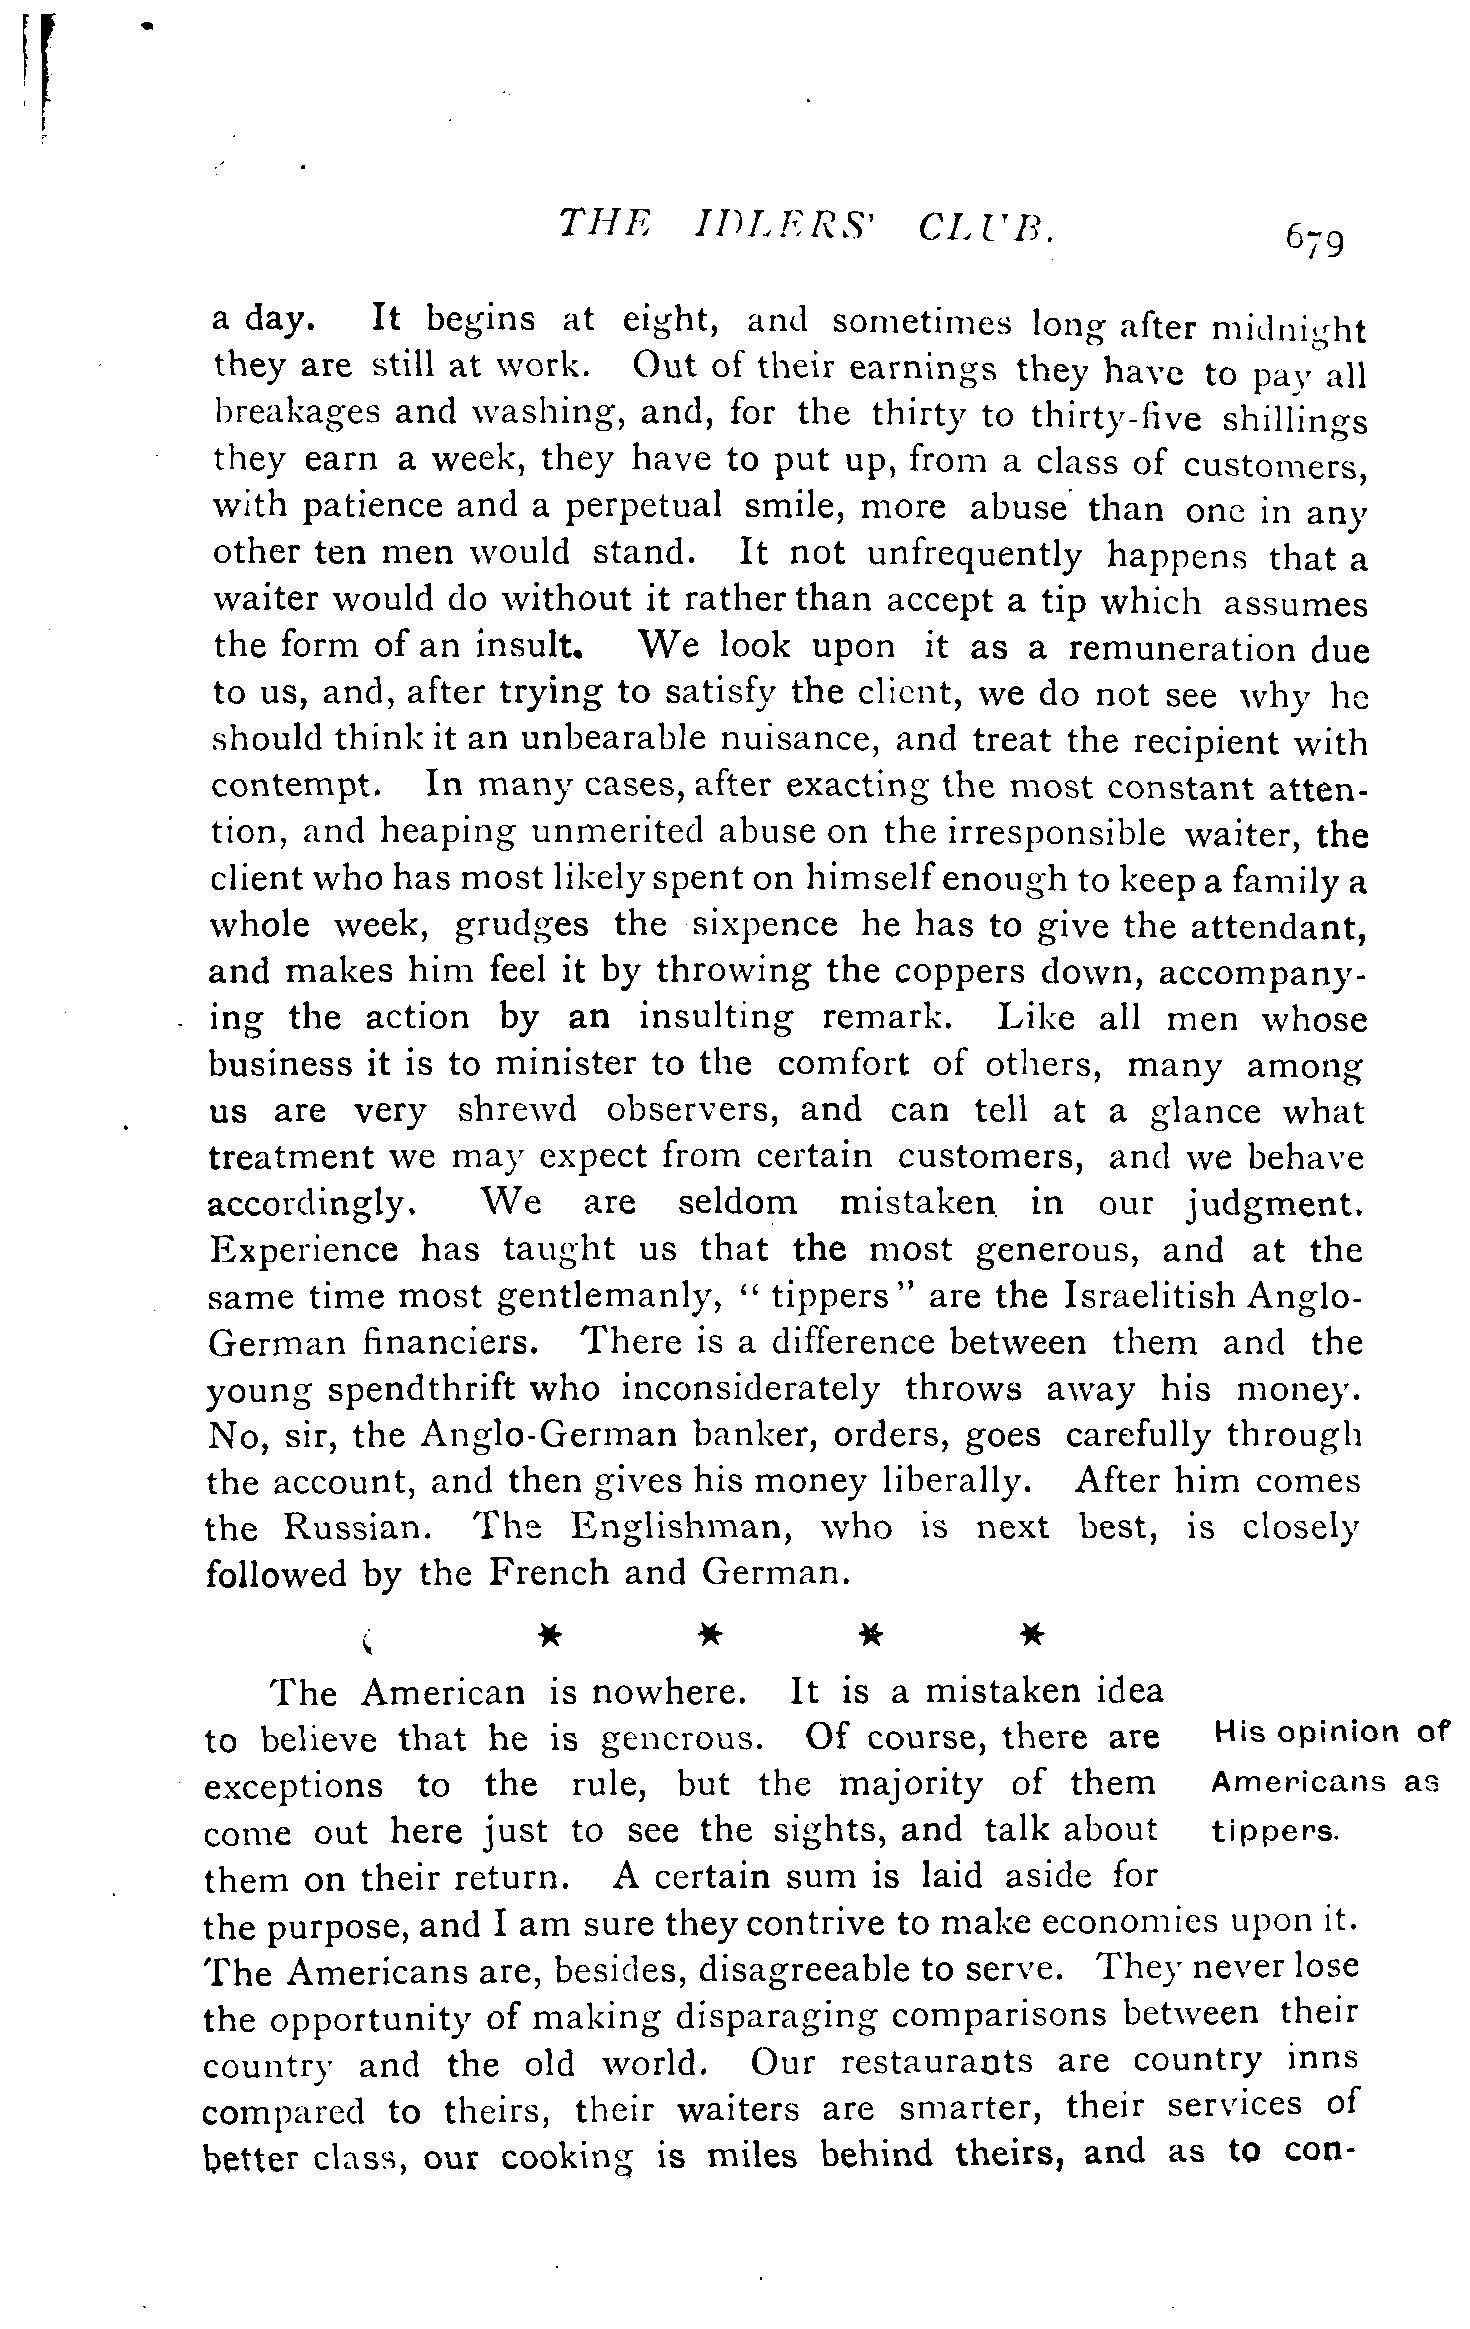 THE IDLERS' CLUB.
679
a day. It begins at eight, and sometimes long after midnight
they are still at work. Out of their earnings they have to pay all
breakages and washing, and, for the thirty to thirty-five shillings
they earn a week, they have to put up, from a class of customers,
with patience and a perpetual smile, more abuse than one in any
other ten men would stand. It not unfrequently happens that a
waiter would do without it rather than accept a tip which assumes
the form of an insult. We look upon it as a remuneration due
to us, and, after trying to satisfy the client, we do not see why he
should think it an unbearable nuisance, and treat the recipient with
contempt. In many cases, after exacting the most constant atten-
tion, and heaping unmerited abuse on the irresponsible waiter, the
client who has most likely spent on himself enough to keep a family a
whole week, grudges the sixpence he has to give the attendant,
and makes him feel it by throwing the coppers down, accompany-
ing the action by an insulting remark. Like all men whose
business it is to minister to the comfort of others, many among
us are very shrewd observers, and can tell at a glance what
treatment we may expect from certain customers, and we behave
accordingly. We are seldom mistaken in our judgment.
Experience has taught us that the most generous, and at the
same time most gentlemanly, " tippers " are the Israelitish Anglo-
German financiers. There is a difference between them and the
young spendthrift who inconsiderately throws away his money.
No, sir, the Anglo-German banker, orders, goes carefully through
the account, and then gives his money liberally. After him comes
the Russian. The Englishman, who is next best, is closely
followed by the French and German.
* * * *
The American is nowhere. It is a mistaken idea
to believe that he is generous. Of course, there are
exceptions to the rule, but the majority of them
come out here just to see the sights, and talk about
them on their return. A certain sum is laid aside for
His opinion of
Americans as
tippers.
the purpose, and I am sure they contrive to make economies upon it.
The Americans are, besides, disagreeable to serve. They never lose
the opportunity of making disparaging comparisons between their
country and the old world. Our restaurants are country inns
compared to theirs, their waiters are smarter, their services of
better class, our cooking is miles behind theirs, and as to con-